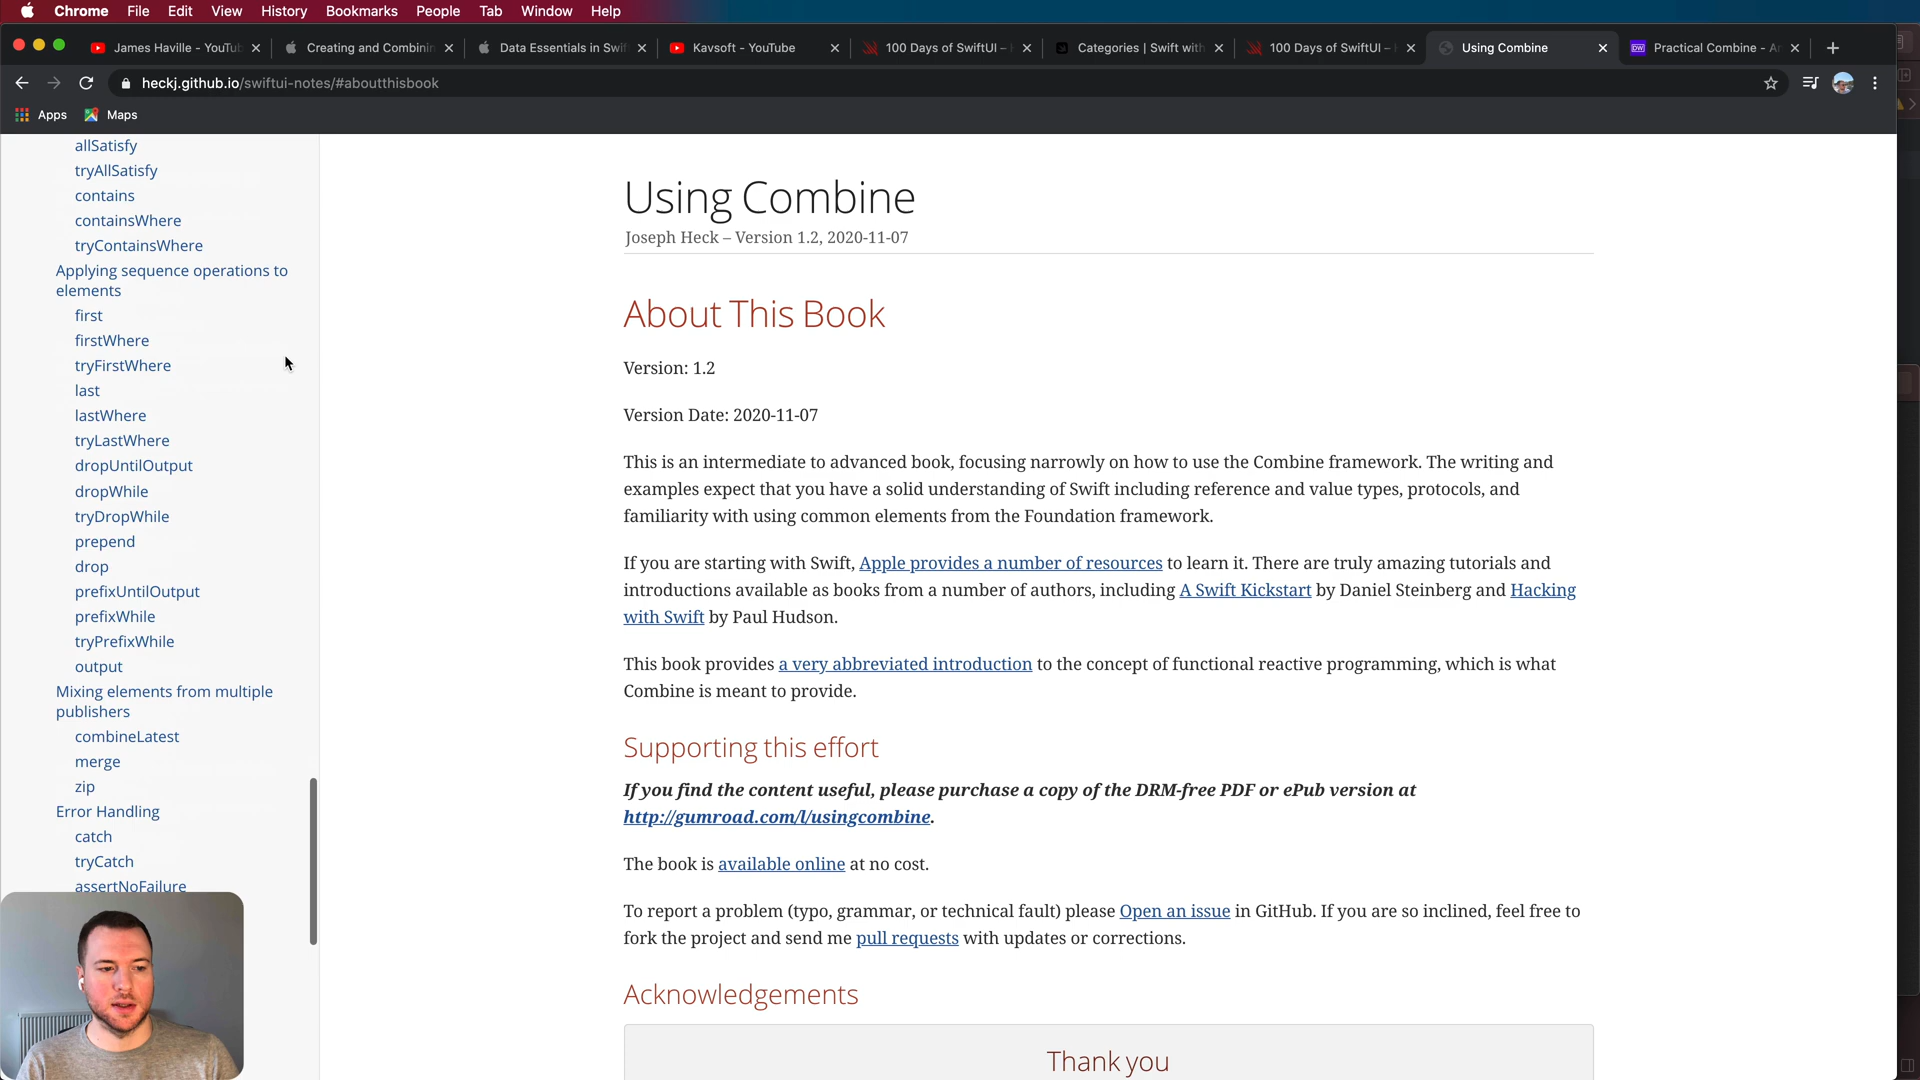 Chrome File Edit View History Bookmarks People Tab Window Help
James Haville - YouTub
Creating and Combinin
Data Essentials in Swif
Kavsoft - YouTube
100 Days of SwiftUI –
Categories | Swift with
100 Days of SwiftUI –
Using Combine
Practical Combine - A
heckj.github.io/swiftui-notes/#aboutthisbook
Apps Maps
allSatisfy
tryAllSatisfy
contains
containsWhere
tryContainsWhere
Applying sequence operations to
elements
first
firstWhere
tryFirstWhere
last
lastWhere
tryLastWhere
dropUntilOutput
dropWhile
tryDropWhile
prepend
drop
prefixUntilOutput
prefixWhile
tryPrefixWhile
output
Mixing elements from multiple
publishers
combineLatest
merge
zip
Error Handling
catch
tryCatch
assertNoFailure
Using Combine
Joseph Heck – Version 1.2, 2020-11-07
About This Book
Version: 1.2
Version Date: 2020-11-07
This is an intermediate to advanced book, focusing narrowly on how to use the Combine framework. The writing and
examples expect that you have a solid understanding of Swift including reference and value types, protocols, and
familiarity with using common elements from the Foundation framework.
If you are starting with Swift, Apple provides a number of resources to learn it. There are truly amazing tutorials and
introductions available as books from a number of authors, including A Swift Kickstart by Daniel Steinberg and Hacking
with Swift by Paul Hudson.
This book provides a very abbreviated introduction to the concept of functional reactive programming, which is what
Combine is meant to provide.
Supporting this effort
If you find the content useful, please purchase a copy of the DRM-free PDF or ePub version at
http://gumroad.com/l/usingcombine.
The book is available online at no cost.
To report a problem (typo, grammar, or technical fault) please Open an issue in GitHub. If you are so inclined, feel free to
fork the project and send me pull requests with updates or corrections.
Acknowledgements
Thank you